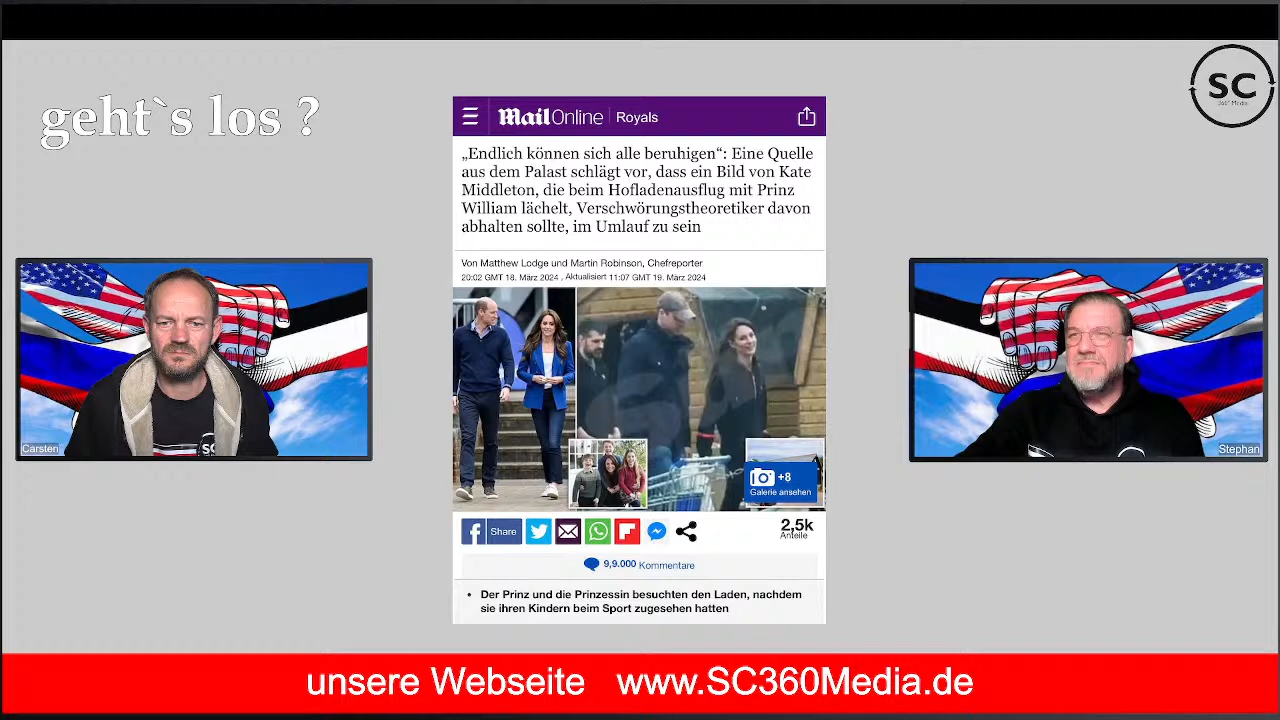 geht`s los ?
SC
360° Media
Mail Online Royals
„Endlich können sich alle beruhigen“: Eine Quelle
aus dem Palast schlägt vor, dass ein Bild von Kate
Middleton, die beim Hofladenausflug mit Prinz
William lächelt, Verschwörungstheoretiker davon
abhalten sollte, im Umlauf zu sein
Von Matthew Lodge und Martin Robinson, Chefreporter
20:02 GMT 18. März 2024 , Aktualisiert 11:07 GMT 19. März 2024
Carsten
SC
Stephan
+8
Galerie ansehen
f Share
2,5k
Anteile
9,9.000 Kommentare
• Der Prinz und die Prinzessin besuchten den Laden, nachdem
sie ihren Kindern beim Sport zugesehen hatten
unsere Webseite www.SC360Media.de